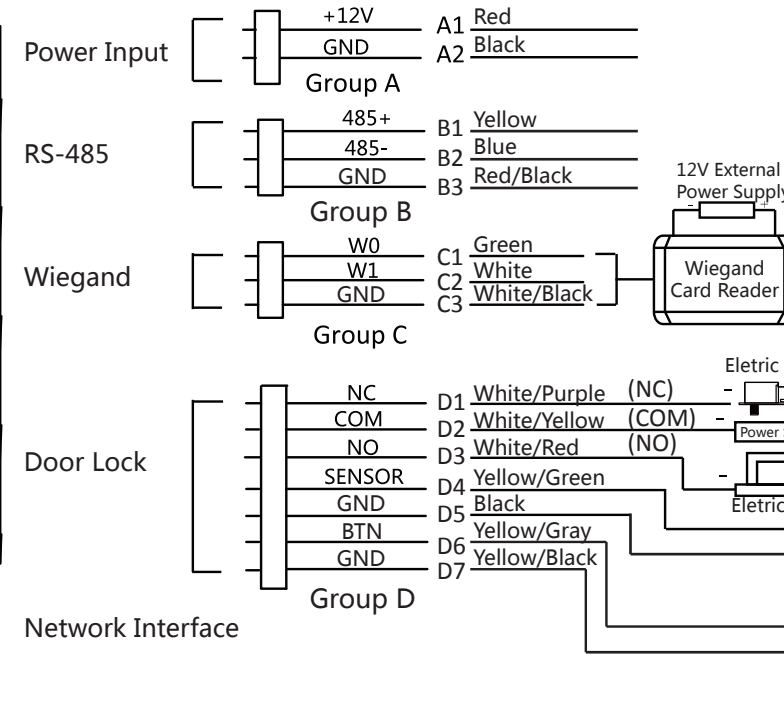 Power Input
+12V
A1 Red
GND
A2 Black
Group A
RS-485
485+
B1 Yellow
485-
B2 Blue
GND
B3 Red/Black
Group B
12V External
Power Supply
- +
Wiegand
W0
C1 Green
W1
C2 White
GND
C3 White/Black
Group C
Wiegand
Card Reader
Door Lock
NC
D1 White/Purple (NC)
COM
D2 White/Yellow (COM)
NO
D3 White/Red (NO)
SENSOR
D4 Yellow/Green
GND
D5 Black
BTN
D6 Yellow/Gray
GND
D7 Yellow/Black
Group D
Eletric
-
- Power
-
Eletric
Network Interface